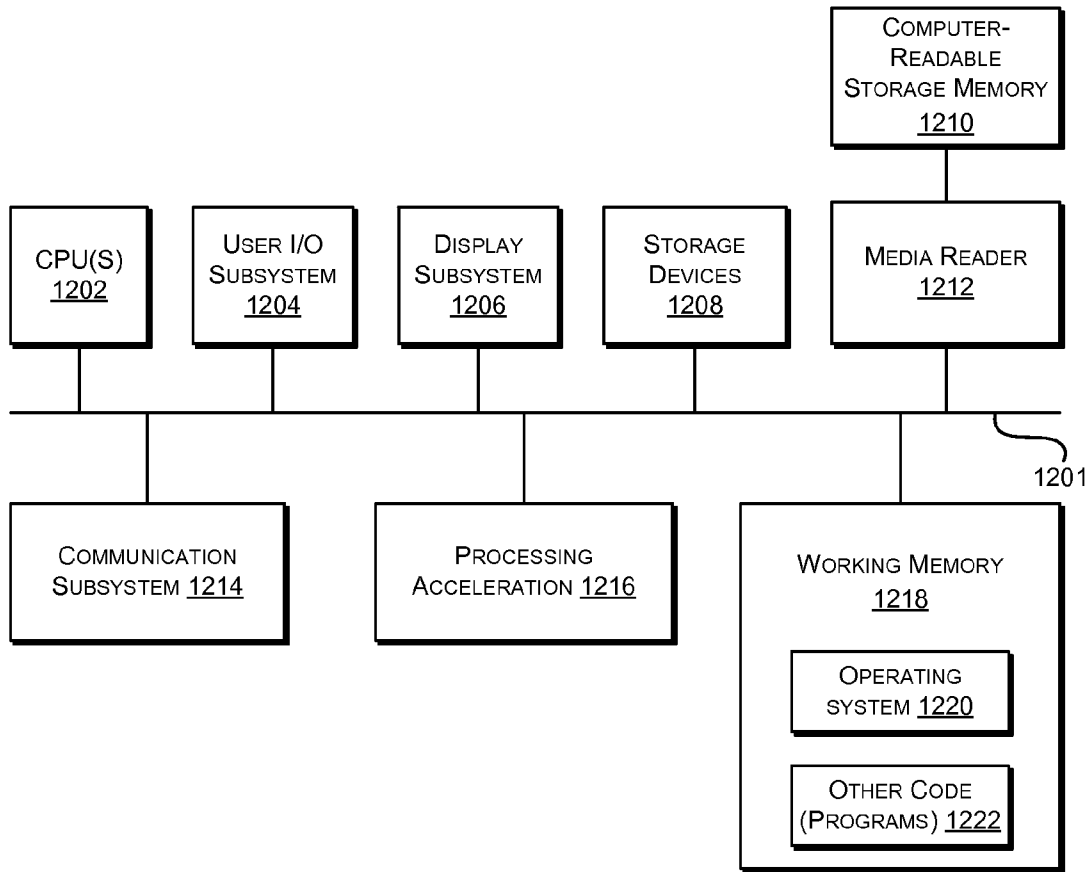 COMPUTER-
READABLE
STORAGE MEMORY
1210
CPU(S)
1202
USER I/O
SUBSYSTEM
1204
DISPLAY
SUBSYSTEM
1206
STORAGE
DEVICES
1208
MEDIA READER
1212
1201
COMMUNICATION
SUBSYSTEM 1214
PROCESSING
ACCELERATION 1216
WORKING MEMORY
1218
OPERATING
SYSTEM 1220
OTHER CODE
(PROGRAMS) 1222